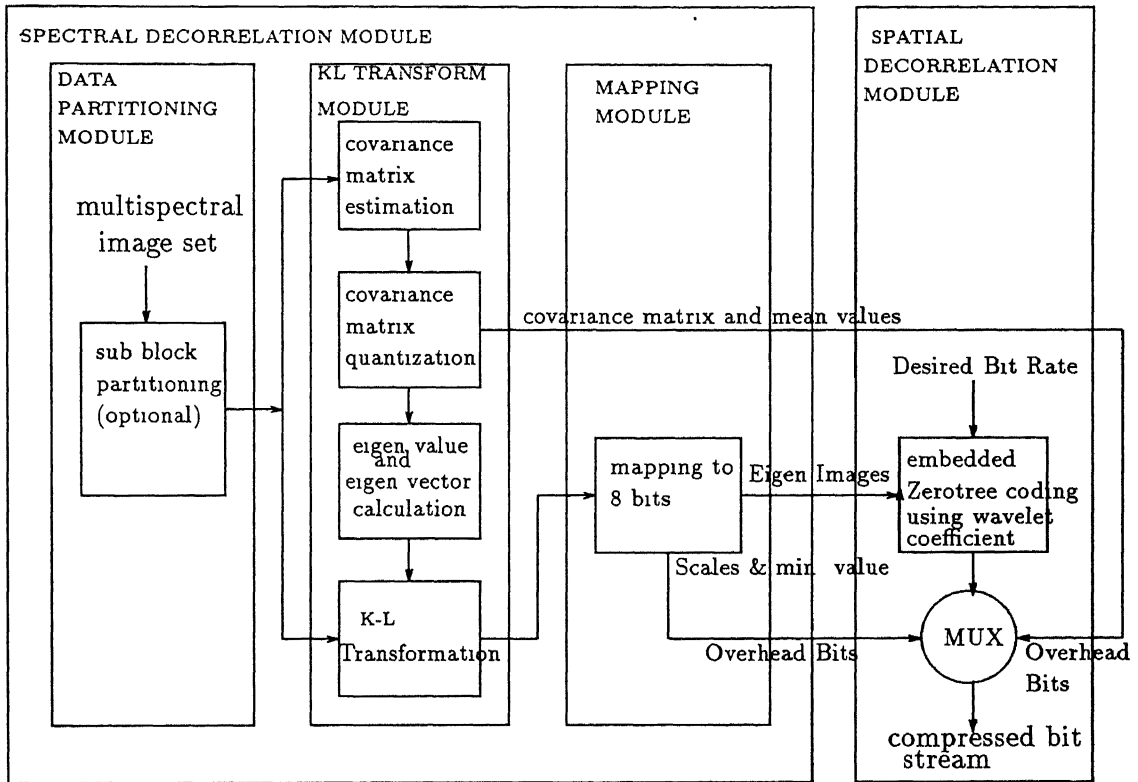 SPECTRAL DECORRELATION MODULE
DATA
PARTITIONING
MODULE
multispectral
image set
sub block
partitioning
(optional)
KL TRANSFORM
MODULE
covariance
matrix
estimation
covariance
matrix
quantization
eigen value
and
eigen vector
calculation
K-L
Transformation
MAPPING
MODULE
covariance matrix and mean values
mapping to
8 bits
Eigen Images
Scales & min value
Overhead Bits
SPATIAL
DECORRELATION
MODULE
Desired Bit Rate
embedded
Zerotree coding
using wavelet
coefficient
MUX
Overhead
Bits
compressed bit
stream